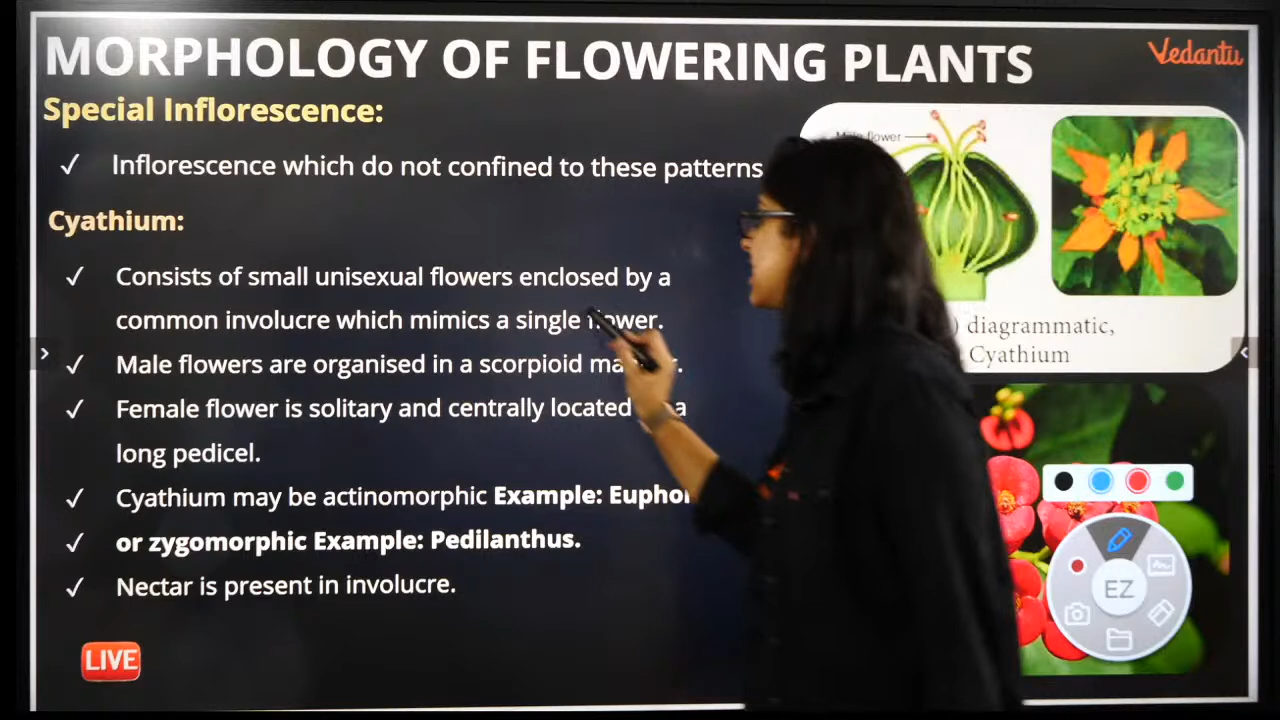 MORPHOLOGY OF FLOWERING PLANTS
Vedantu
Special Inflorescence:
✓ Inflorescence which do not confined to these patterns
flower
Cyathium:
✓ Consists of small unisexual flowers enclosed by a
common involucre which mimics a single flower.
✓ Male flowers are organised in a scorpioid
✓ Female flower is solitary and centrally located a
long pedicel.
✓ Cyathium may be actinomorphic Example:
✓ or zygomorphic Example: Pedilanthus.
✓ Nectar is present in involucre.
) diagrammatic,
Cyathium
EZ
LIVE